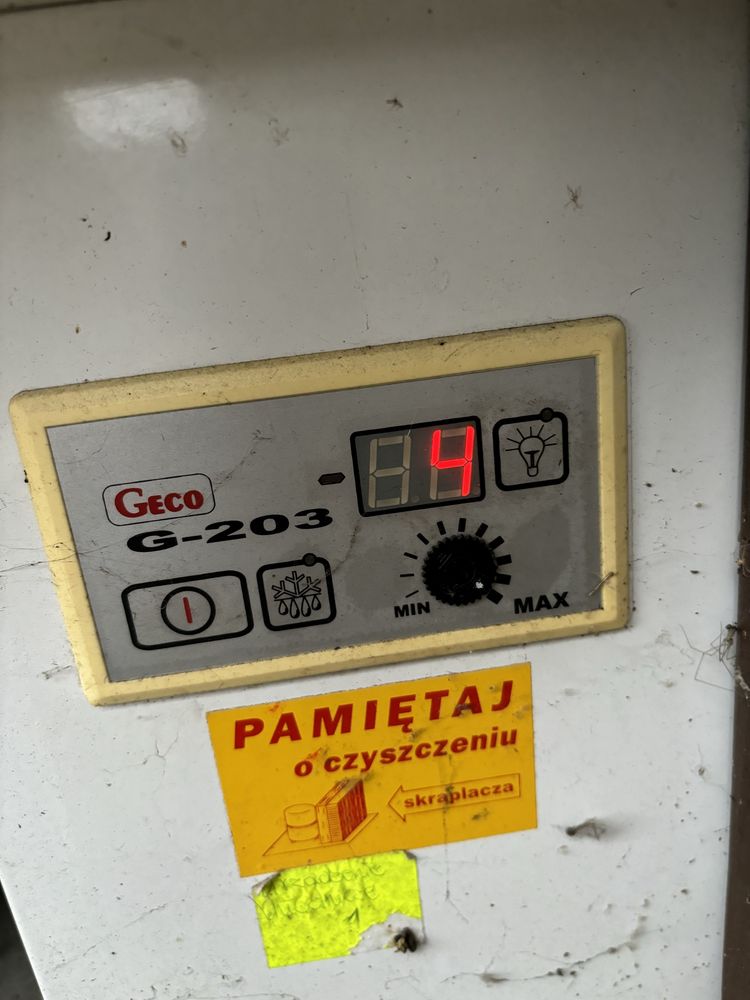 4
GECO
G-203
MIN
MAX
PAMIĘTAJ
o czyszczeniu
skraplacza